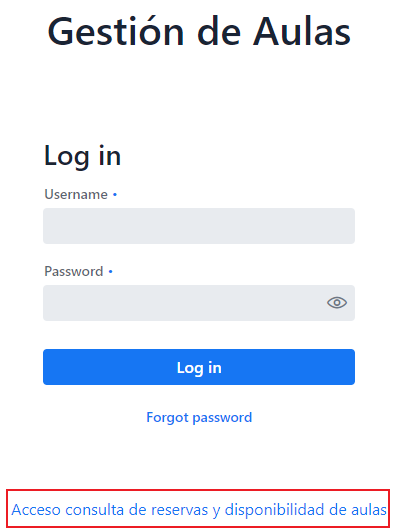 Gestión de Aulas
Log in
Username •
Password •
Log in
Forgot password
Acceso consulta de reservas y disponibilidad de aulas